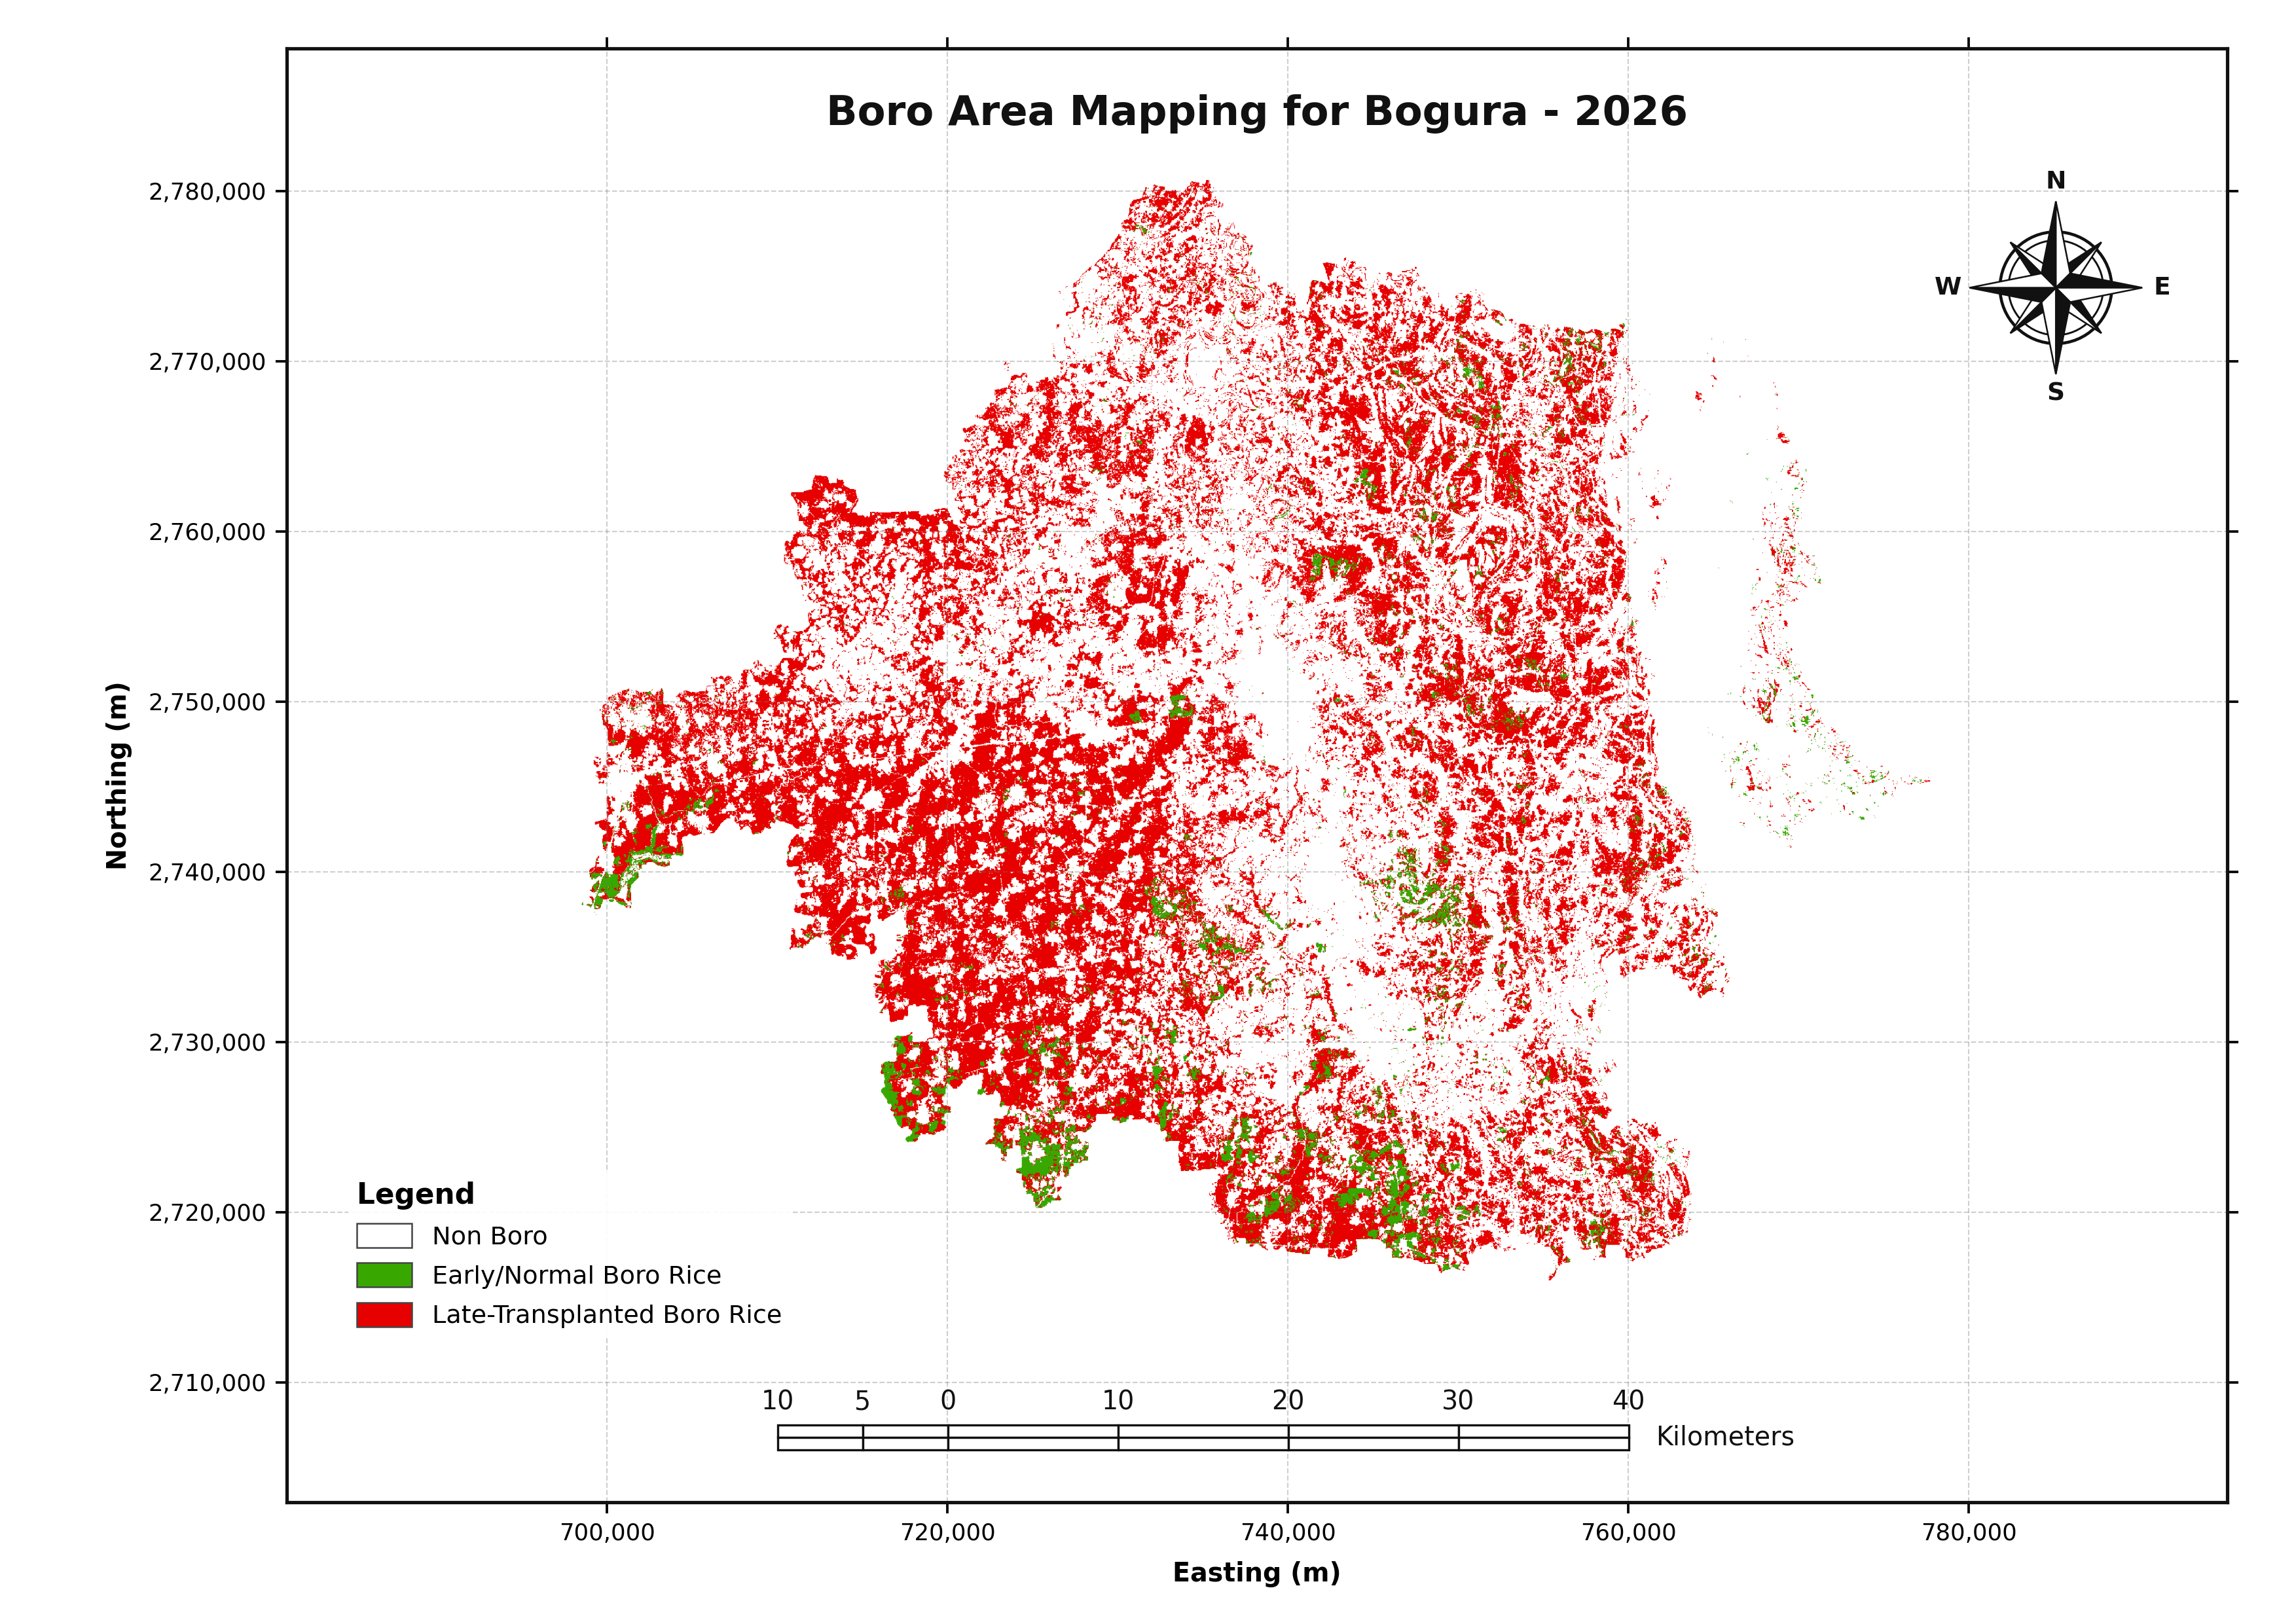 Boro Area Mapping for Bogura - 2026
N
W E
S
2,780,000
2,770,000
2,760,000
2,750,000
2,740,000
2,730,000
2,720,000
2,710,000
Northing (m)
Legend
Non Boro
Early/Normal Boro Rice
Late-Transplanted Boro Rice
10 5 0 10 20 30 40
Kilometers
700,000 720,000 740,000 760,000 780,000
Easting (m)